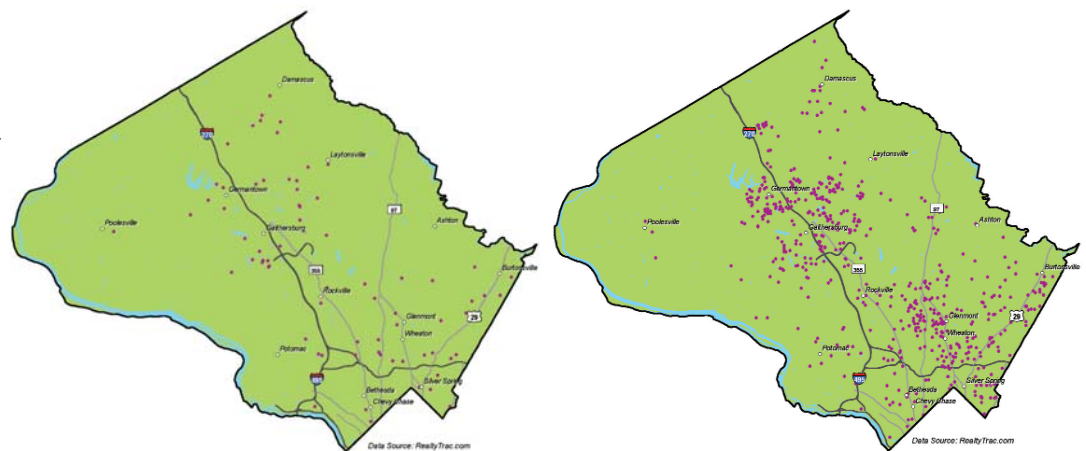 Damascus
270
Laytonsville
Germantown
97
Poolesville
Ashton
Gaithersburg
355
Burtonsville
Rockville
29
Glenmont
Wheaton
Potomac
495
Silver Spring
Bethesda
Chevy Chase
Data Source: RealtyTrac.com
Damascus
270
Laytonsville
Germantown
97
Poolesville
Ashton
Gaithersburg
355
Burtonsville
Rockville
29
Glenmont
Wheaton
Potomac
495
Silver Spring
Bethesda
Chevy Chase
Data Source: RealtyTrac.com